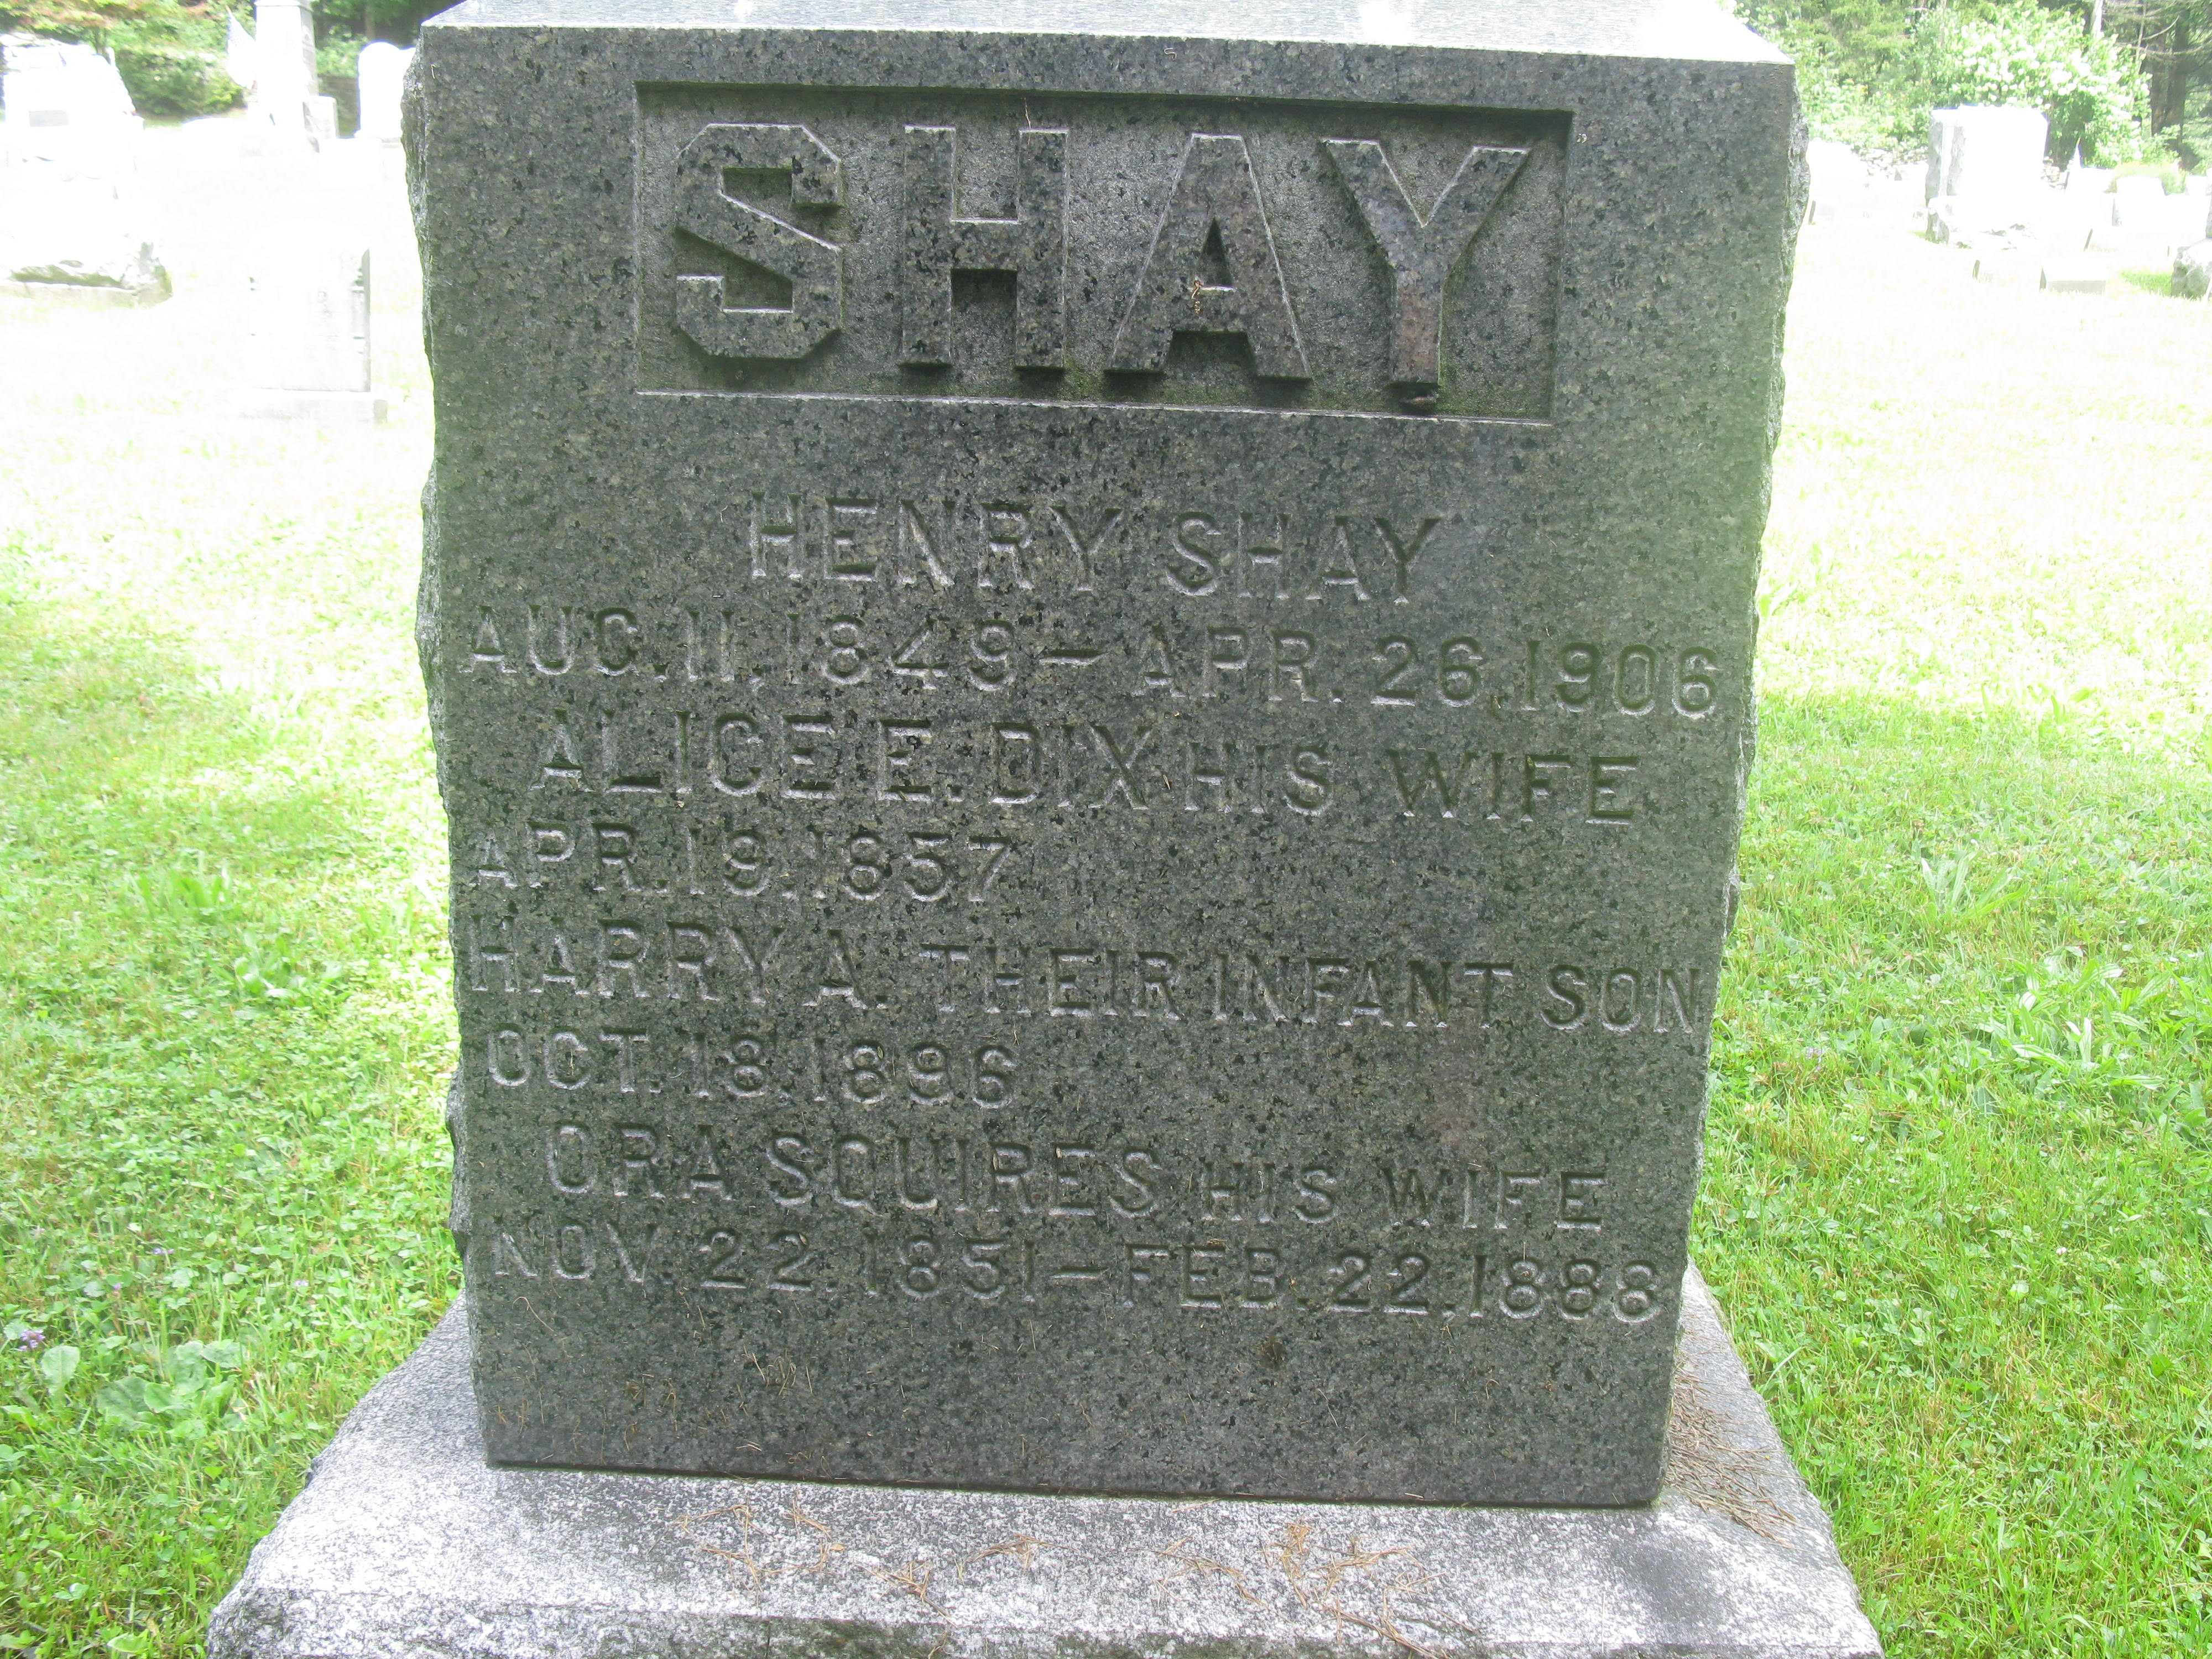 SHAY
HENRY SHAY
AUG. 11, 1849 — APR. 26, 1906
ALICE E. DIX HIS WIFE
APR. 19, 1857
HARRY A. THEIR INFANT SON
OCT. 18, 1896
ORA SQUIRES HIS WIFE
NOV. 22, 1851 — FEB. 22, 1888